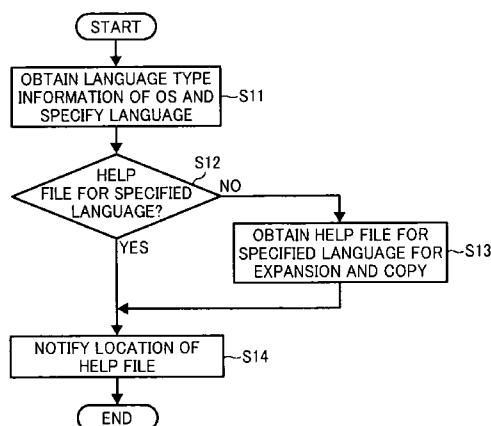 START
OBTAIN LANGUAGE TYPE
INFORMATION OF OS AND
SPECIFY LANGUAGE
S11
S12
HELP
FILE FOR SPECIFIED
LANGUAGE?
NO
YES
OBTAIN HELP FILE FOR
SPECIFIED LANGUAGE FOR
EXPANSION AND COPY
S13
NOTIFY LOCATION OF
HELP FILE
S14
END